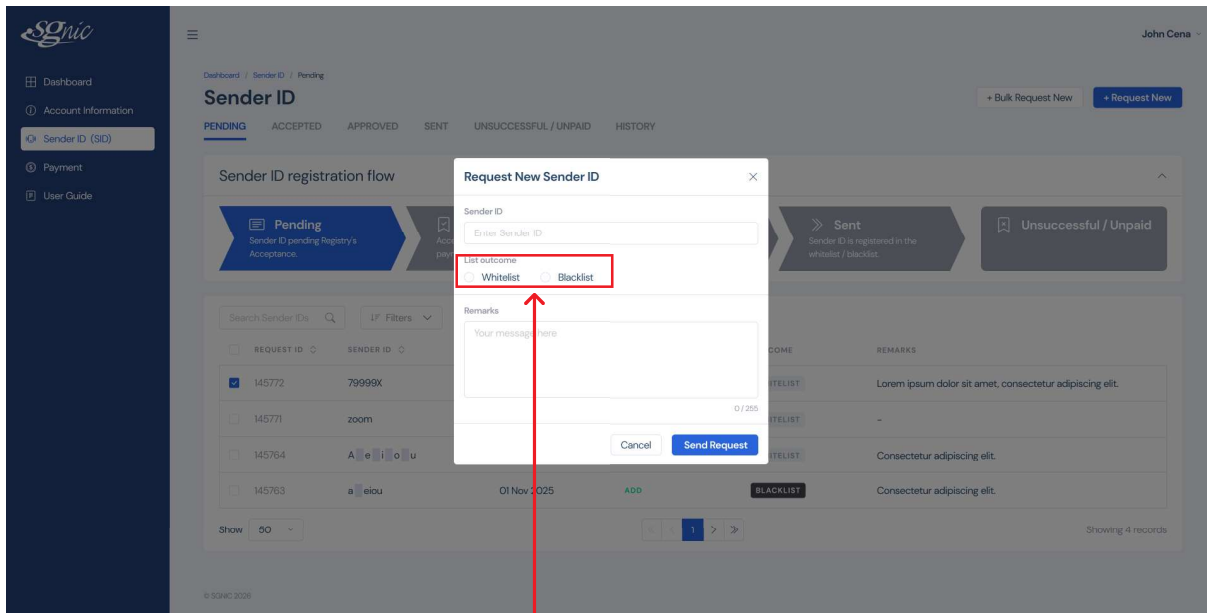 sgnic
John Cena
Dashboard
Account Information
Sender ID (SID)
Payment
User Guide
Dashboard / Sender ID / Pending
Sender ID
+ Bulk Request New
+ Request New
PENDING ACCEPTED APPROVED SENT UNSUCCESSFUL / UNPAID HISTORY
Sender ID registration flow
Pending
Sender ID pending Registry's
Acceptance.
Sent
Sender ID is registered in the
whitelist / blacklist.
Unsuccessful / Unpaid
Request New Sender ID
Sender ID
Enter Sender ID
List outcome
Whitelist Blacklist
Remarks
Your message here
0 / 255
Cancel Send Request
Search Sender IDs Filters
REQUEST ID SENDER ID REMARKS
145772 79999X Lorem ipsum dolor sit amet, consectetur adipiscing elit.
145771 zoom -
145764 A e i o u Consectetur adipiscing elit.
145763 a eiou 01 Nov 2025 ADD BLACKLIST Consectetur adipiscing elit.
Show 50 1 Showing 4 records
© SGNIC 2026